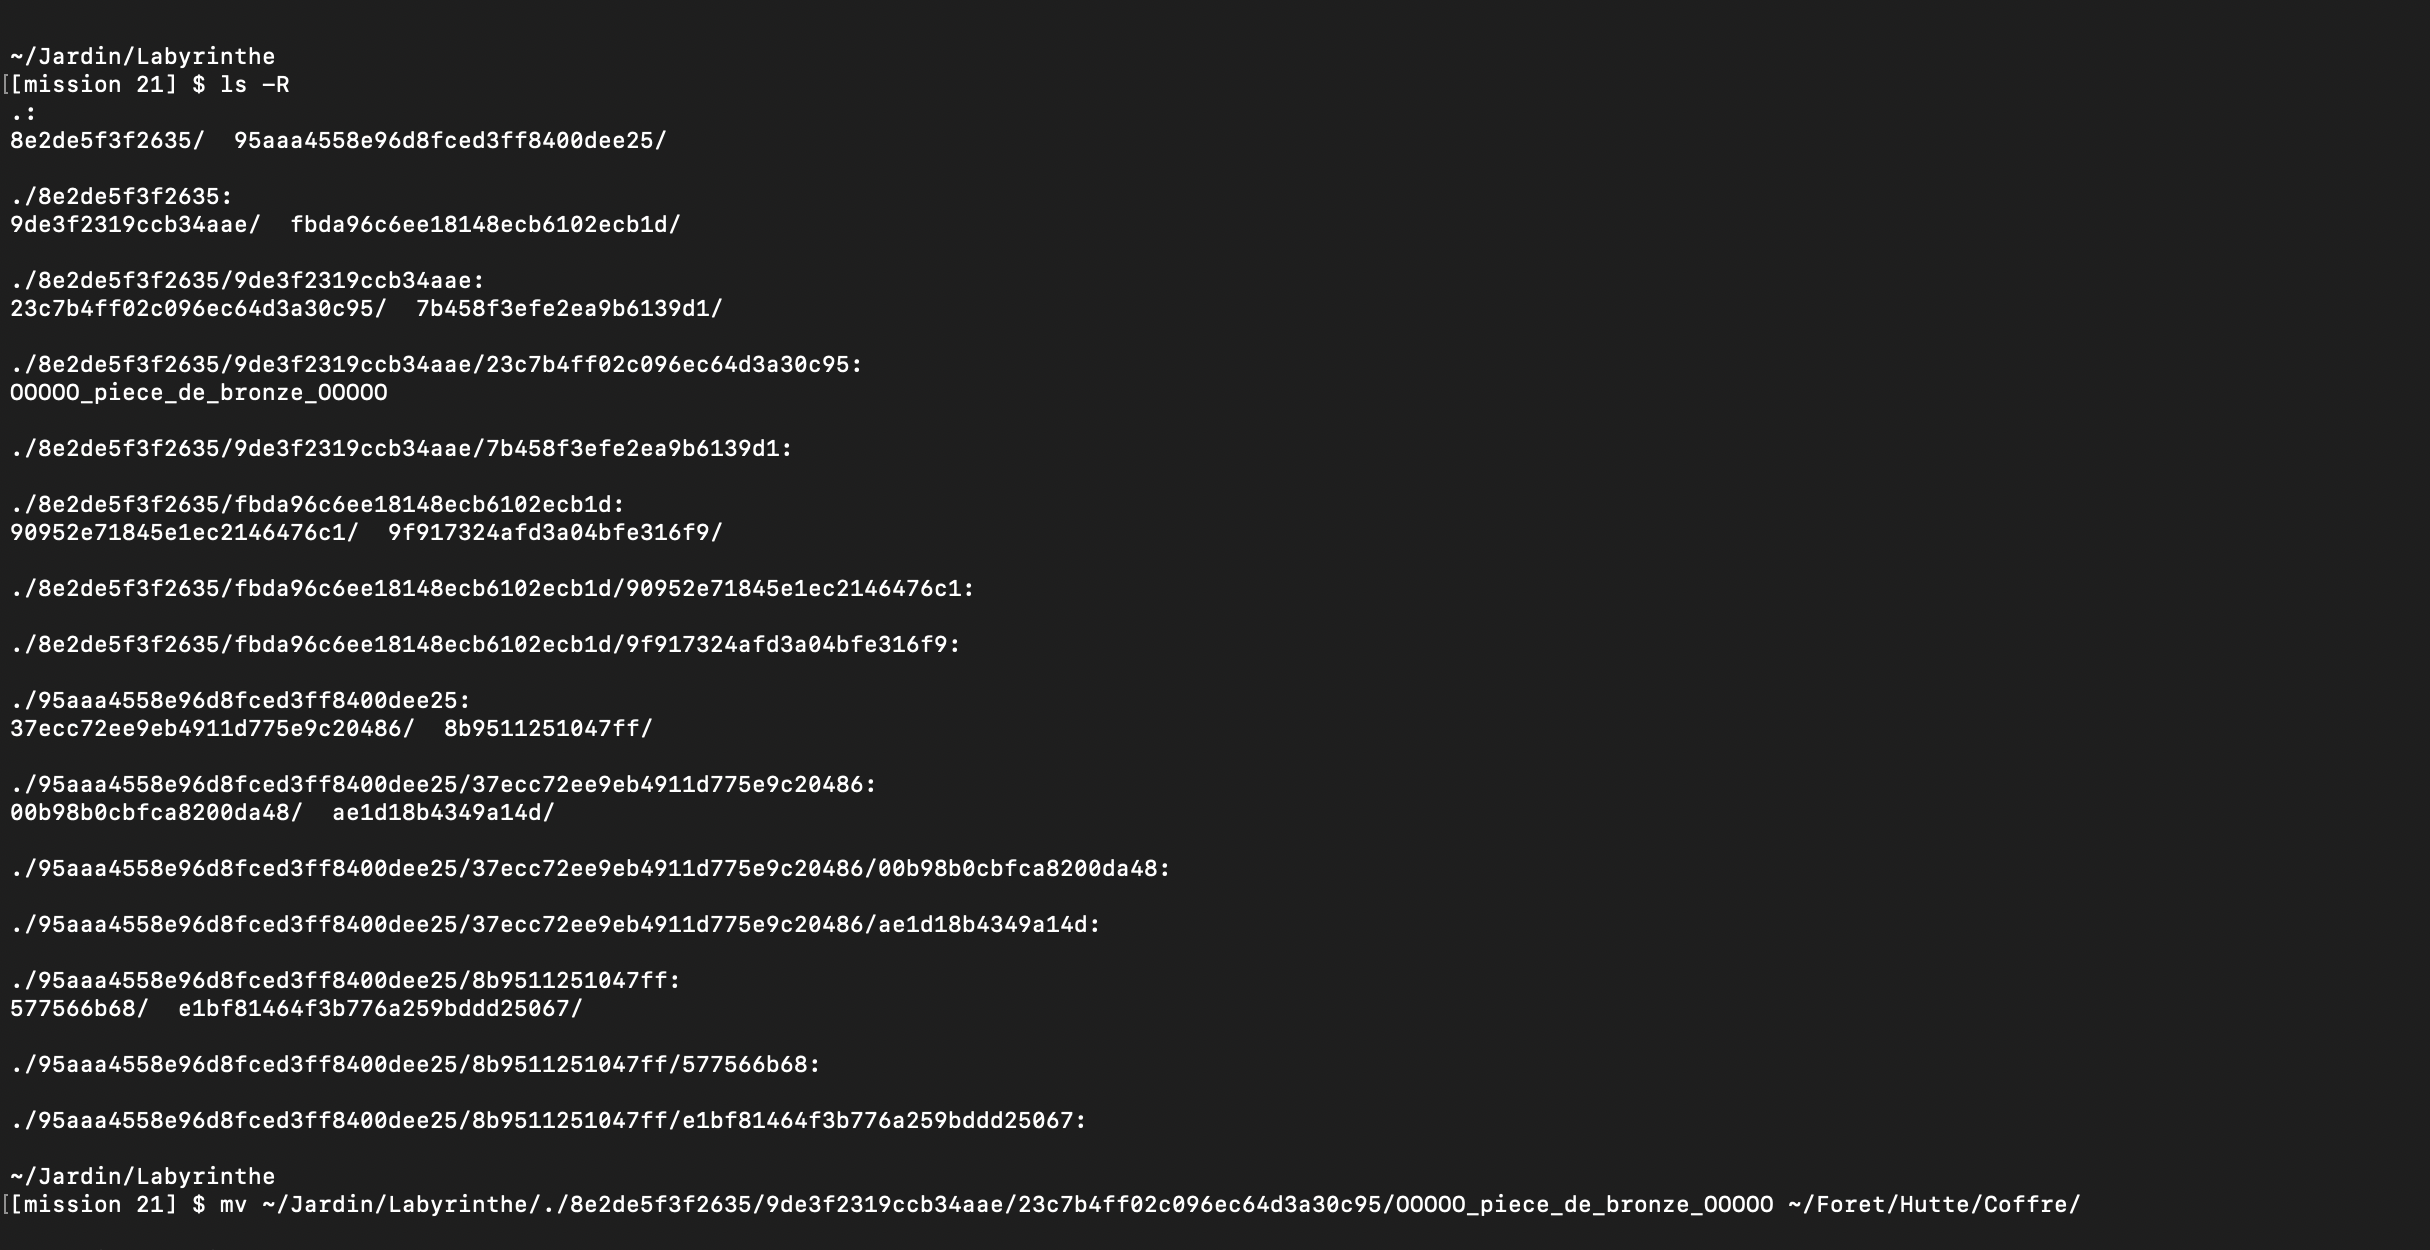 ~/Jardin/Labyrinthe
[[mission 21] $ ls -R
.:
8e2de5f3f2635/  95aaa4558e96d8fced3ff8400dee25/
./8e2de5f3f2635:
9de3f2319ccb34aae/  fbda96c6ee18148ecb6102ecb1d/
./8e2de5f3f2635/9de3f2319ccb34aae:
23c7b4ff02c096ec64d3a30c95/  7b458f3efe2ea9b6139d1/
./8e2de5f3f2635/9de3f2319ccb34aae/23c7b4ff02c096ec64d3a30c95:
OOOOO_piece_de_bronze_OOOOO
./8e2de5f3f2635/9de3f2319ccb34aae/7b458f3efe2ea9b6139d1:
./8e2de5f3f2635/fbda96c6ee18148ecb6102ecb1d:
90952e71845e1ec2146476c1/  9f917324afd3a04bfe316f9/
./8e2de5f3f2635/fbda96c6ee18148ecb6102ecb1d/90952e71845e1ec2146476c1:
./8e2de5f3f2635/fbda96c6ee18148ecb6102ecb1d/9f917324afd3a04bfe316f9:
./95aaa4558e96d8fced3ff8400dee25:
37ecc72ee9eb4911d775e9c20486/  8b9511251047ff/
./95aaa4558e96d8fced3ff8400dee25/37ecc72ee9eb4911d775e9c20486:
00b98b0cbfca8200da48/  ae1d18b4349a14d/
./95aaa4558e96d8fced3ff8400dee25/37ecc72ee9eb4911d775e9c20486/00b98b0cbfca8200da48:
./95aaa4558e96d8fced3ff8400dee25/37ecc72ee9eb4911d775e9c20486/ae1d18b4349a14d:
./95aaa4558e96d8fced3ff8400dee25/8b9511251047ff:
577566b68/  e1bf81464f3b776a259bddd25067/
./95aaa4558e96d8fced3ff8400dee25/8b9511251047ff/577566b68:
./95aaa4558e96d8fced3ff8400dee25/8b9511251047ff/e1bf81464f3b776a259bddd25067:
~/Jardin/Labyrinthe
[[mission 21] $ mv ~/Jardin/Labyrinthe/./8e2de5f3f2635/9de3f2319ccb34aae/23c7b4ff02c096ec64d3a30c95/OOOOO_piece_de_bronze_OOOOO ~/Foret/Hutte/Coffre/